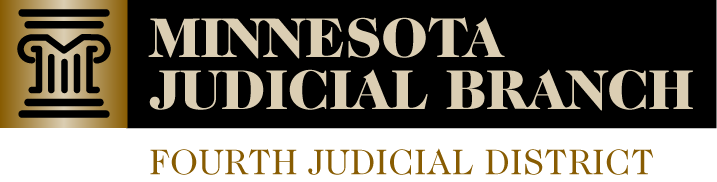 MINNESOTA
JUDICIAL BRANCH
FOURTH JUDICIAL DISTRICT